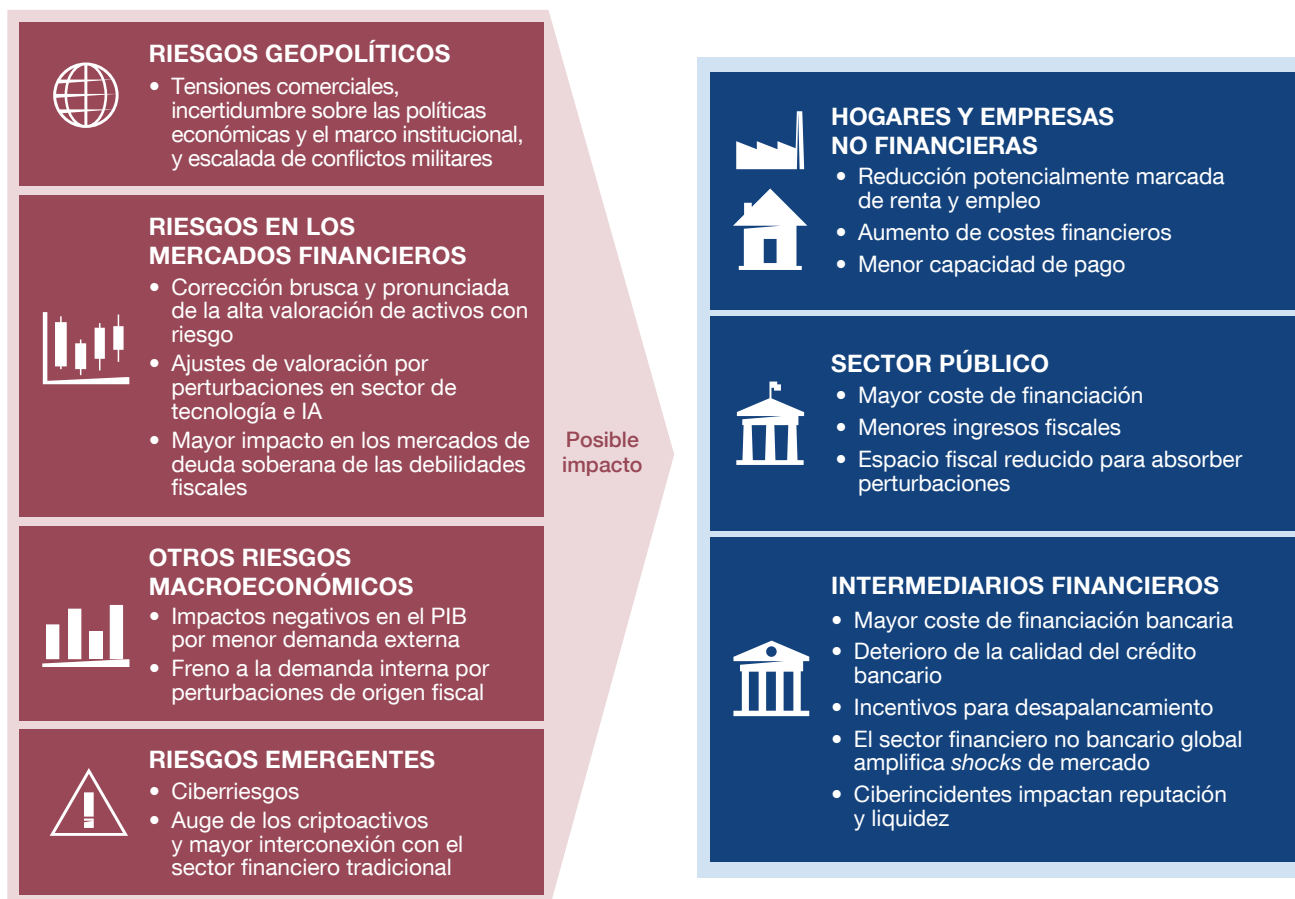 RIESGOS GEOPOLÍTICOS
• Tensiones comerciales,
incertidumbre sobre las políticas
económicas y el marco institucional,
y escalada de conflictos militares
RIESGOS EN LOS
MERCADOS FINANCIEROS
• Corrección brusca y pronunciada
de la alta valoración de activos con
riesgo
• Ajustes de valoración por
perturbaciones en sector de
tecnología e IA
• Mayor impacto en los mercados de
deuda soberana de las debilidades
fiscales
OTROS RIESGOS
MACROECONÓMICOS
• Impactos negativos en el PIB
por menor demanda externa
• Freno a la demanda interna por
perturbaciones de origen fiscal
RIESGOS EMERGENTES
• Ciberriesgos
• Auge de los criptoactivos
y mayor interconexión con el
sector financiero tradicional
Posible
impacto
HOGARES Y EMPRESAS
NO FINANCIERAS
• Reducción potencialmente marcada
de renta y empleo
• Aumento de costes financieros
• Menor capacidad de pago
SECTOR PÚBLICO
• Mayor coste de financiación
• Menores ingresos fiscales
• Espacio fiscal reducido para absorber
perturbaciones
INTERMEDIARIOS FINANCIEROS
• Mayor coste de financiación bancaria
• Deterioro de la calidad del crédito
bancario
• Incentivos para desapalancamiento
• El sector financiero no bancario global
amplifica shocks de mercado
• Ciberincidentes impactan reputación
y liquidez